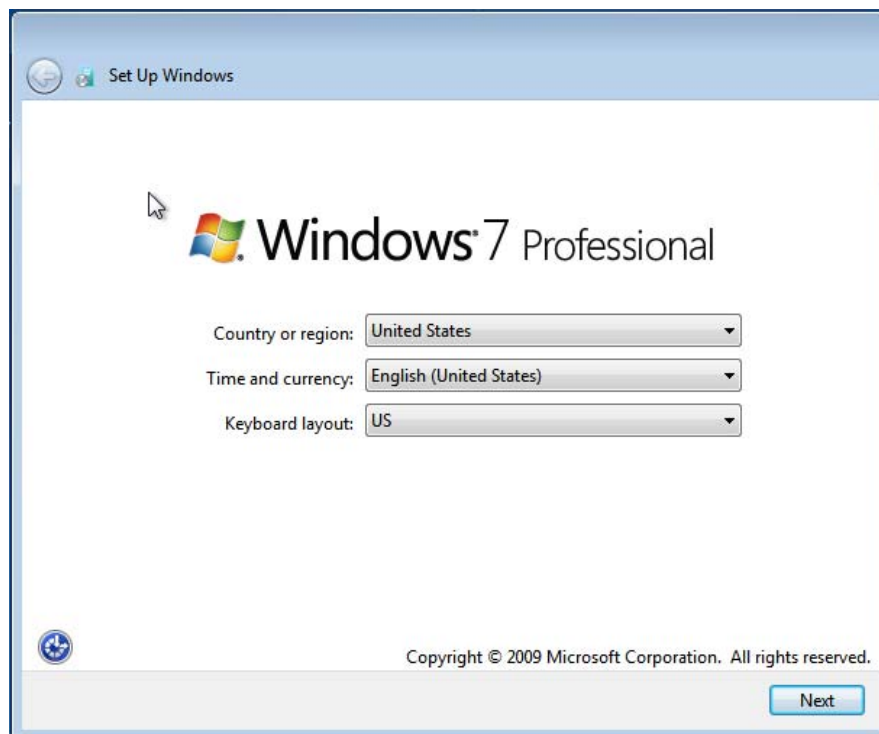 Set Up Windows
Windows 7 Professional
Country or region: United States
Time and currency: English (United States)
Keyboard layout: US
Copyright © 2009 Microsoft Corporation. All rights reserved.
Next